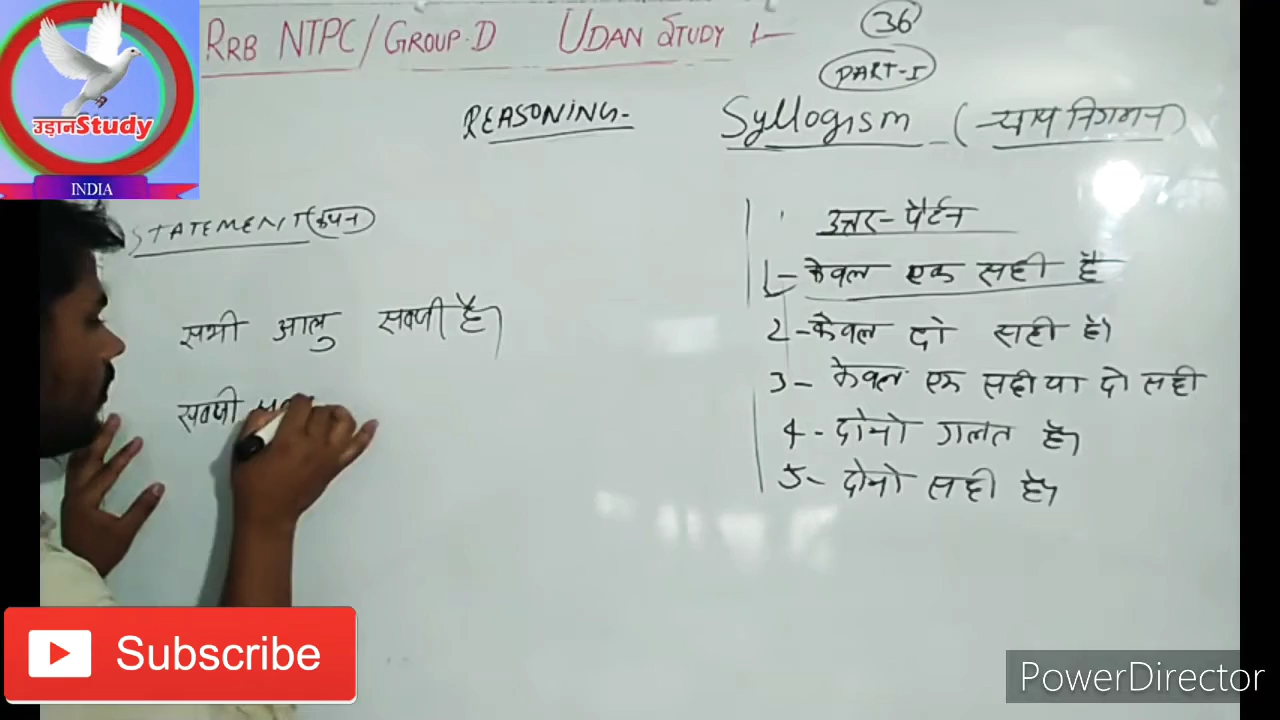 RRB NTPC/GROUP.D UDAN STUDY
36
PART-I
उड़ानStudy
INDIA
REASONING- Syllogism (न्याय निगमन)
STATEMENT(कथन)
सभी आलु सब्जी है।
सब्जी
उत्तर-पैर्टन
1-केवल एक सही है
2-केवल दो सही है।
3- केवल एक सही या दो सही
4-दोनो गलत है।
5- दोनो सही है।
Subscribe
PowerDirector